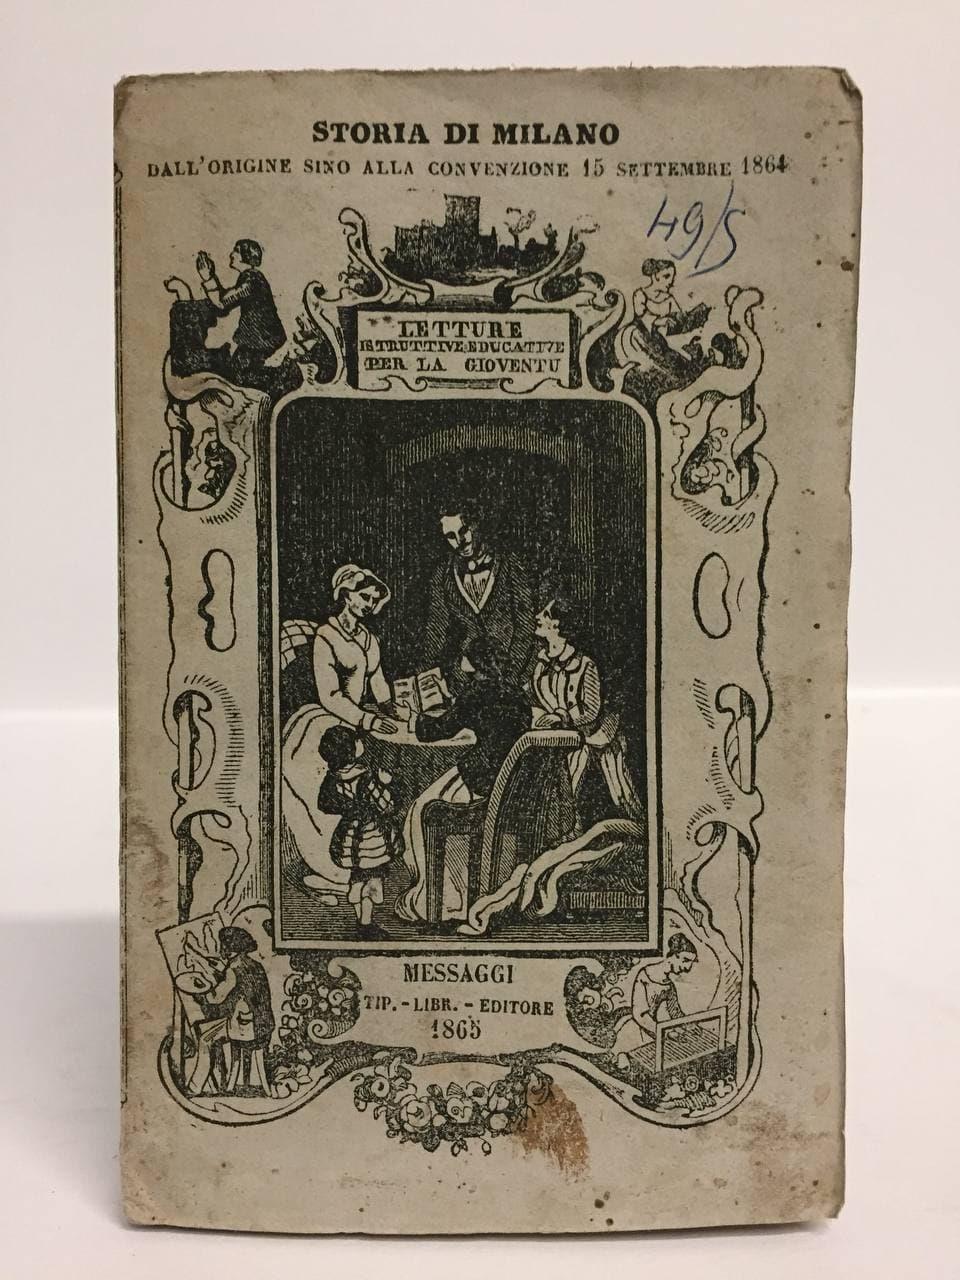 STORIA DI MILANO
DALL'ORIGINE SINO ALLA CONVENZIONE 15 SETTEMBRE 1864
49/5
LETTURE
ISTRUTTIVE EDUCATIVE
PER LA GIOVENTU
MESSAGGI
TIP. - LIBR. - EDITORE
1865